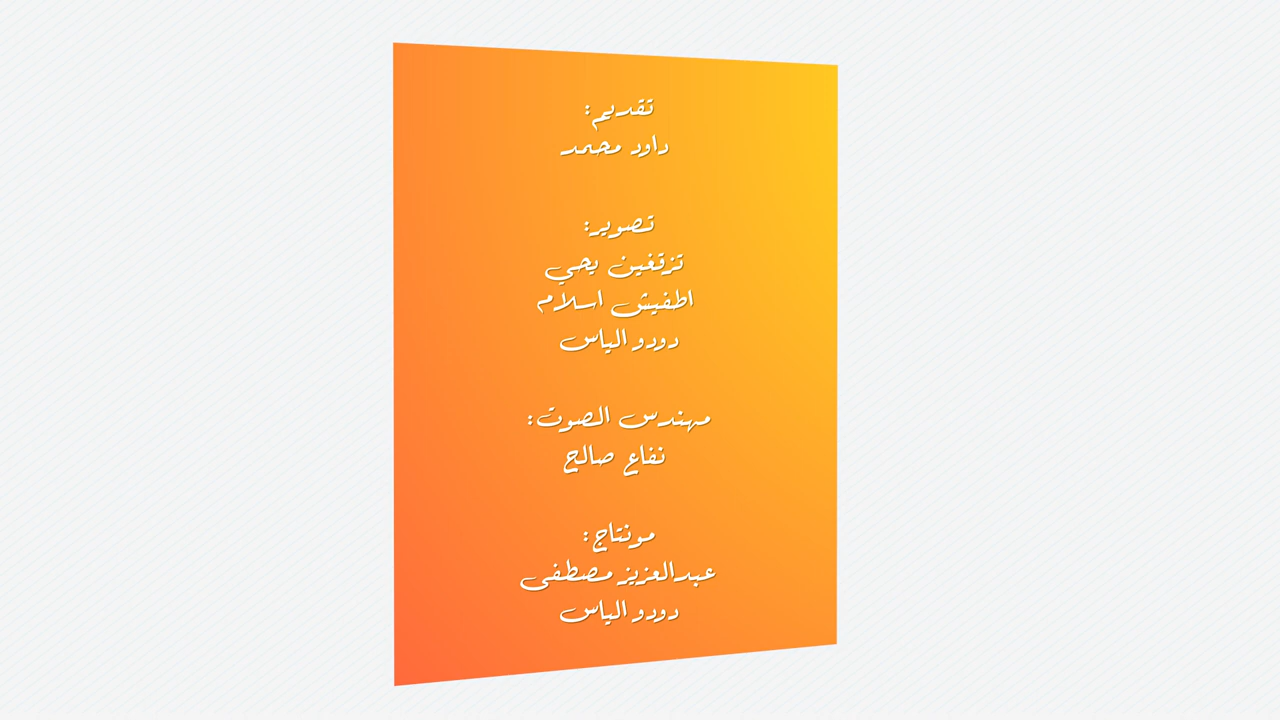 تقديم:
داود محمد
تصوير:
تزقغين يحي
اطفيش اسلام
دودو الياس
مهندس الصوت:
نفاع صالح
مونتاج:
عبدالعزيز مصطفى
دودو الياس